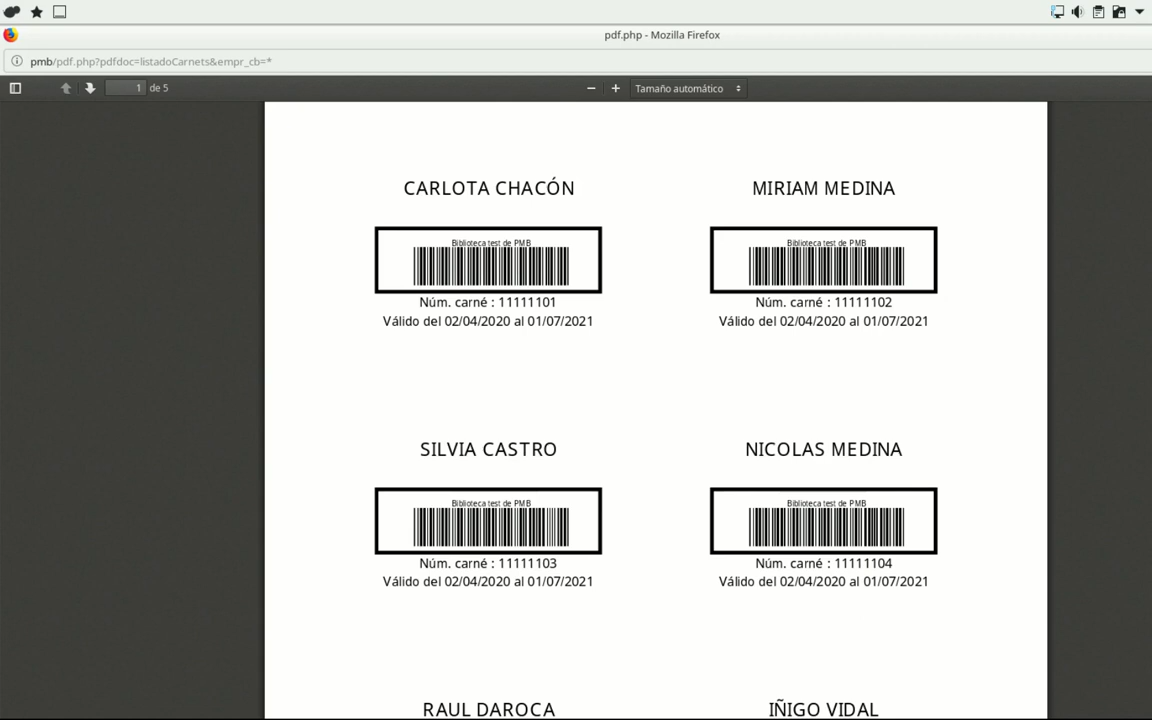 pdf.php - Mozilla Firefox
pmb/pdf.php?pdfdoc=listadoCarnets&empr_cb=*
1 de 5
Tamaño automático
CARLOTA CHACÓN
MIRIAM MEDINA
Biblioteca test de PMB
Biblioteca test de PMB
Núm. carné : 11111101
Núm. carné : 11111102
Válido del 02/04/2020 al 01/07/2021
Válido del 02/04/2020 al 01/07/2021
SILVIA CASTRO
NICOLAS MEDINA
Biblioteca test de PMB
Biblioteca test de PMB
Núm. carné : 11111103
Núm. carné : 11111104
Válido del 02/04/2020 al 01/07/2021
Válido del 02/04/2020 al 01/07/2021
RAUL DAROCA
IÑIGO VIDAL